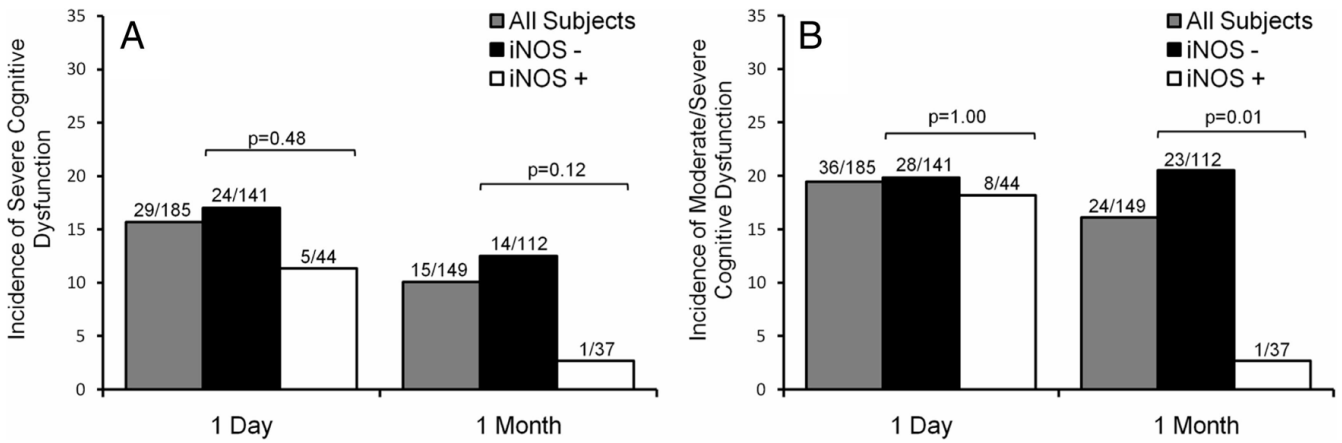 A
All Subjects
iNOS -
iNOS +
Incidence of Severe Cognitive
Dysfunction
35
30
25
20
15
10
5
0
p=0.48
p=0.12
29/185
24/141
5/44
15/149
14/112
1/37
1 Day
1 Month
B
All Subjects
iNOS -
iNOS +
Incidence of Moderate/Severe
Cognitive Dysfunction
35
30
25
20
15
10
5
0
p=1.00
p=0.01
36/185
28/141
8/44
24/149
23/112
1/37
1 Day
1 Month